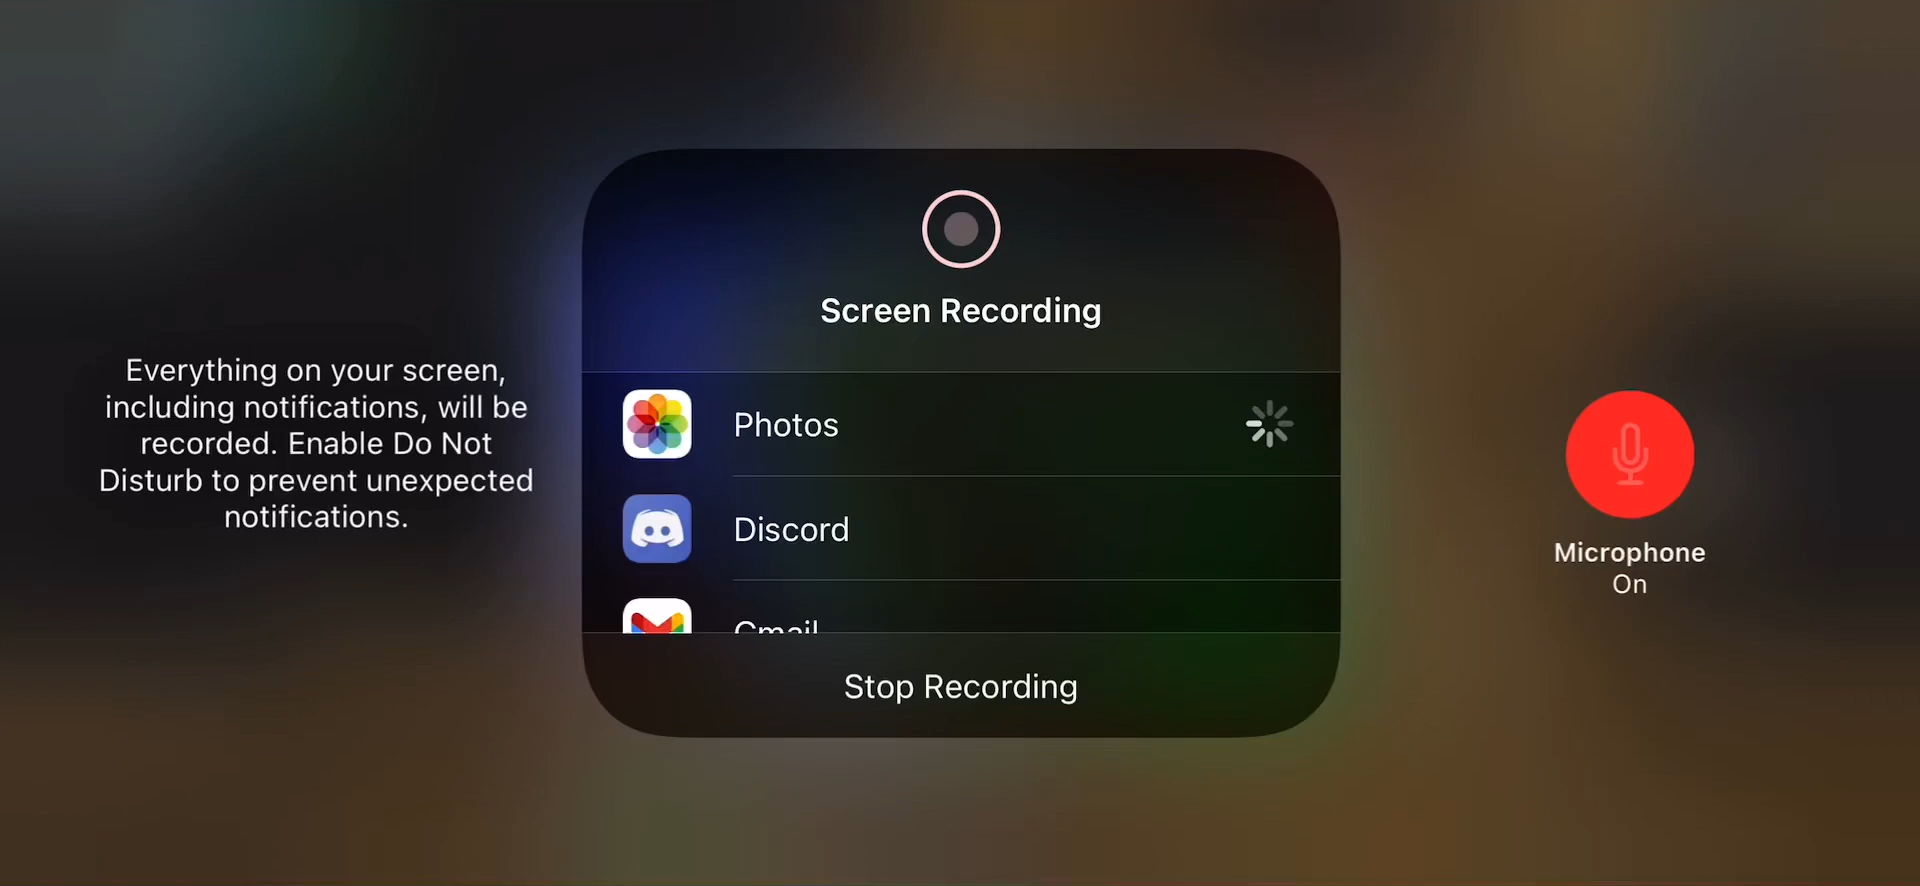 Everything on your screen,
including notifications, will be
recorded. Enable Do Not
Disturb to prevent unexpected
notifications.
Screen Recording
Photos
Discord
Gmail
Stop Recording
Microphone
On